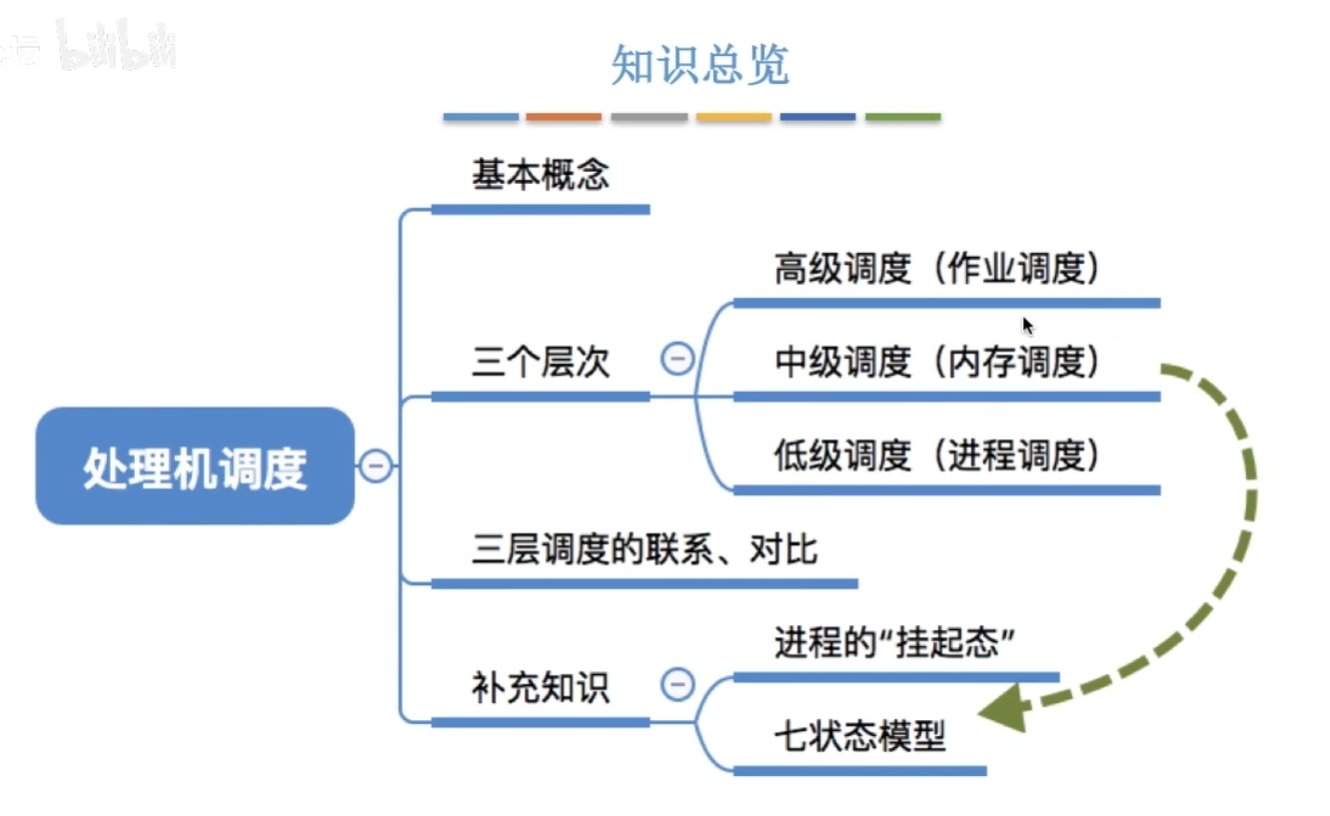 坛 bilibili
知识总览
基本概念
高级调度（作业调度）
三个层次
中级调度（内存调度）
低级调度（进程调度）
处理机调度
三层调度的联系、对比
进程的“挂起态”
补充知识
七状态模型